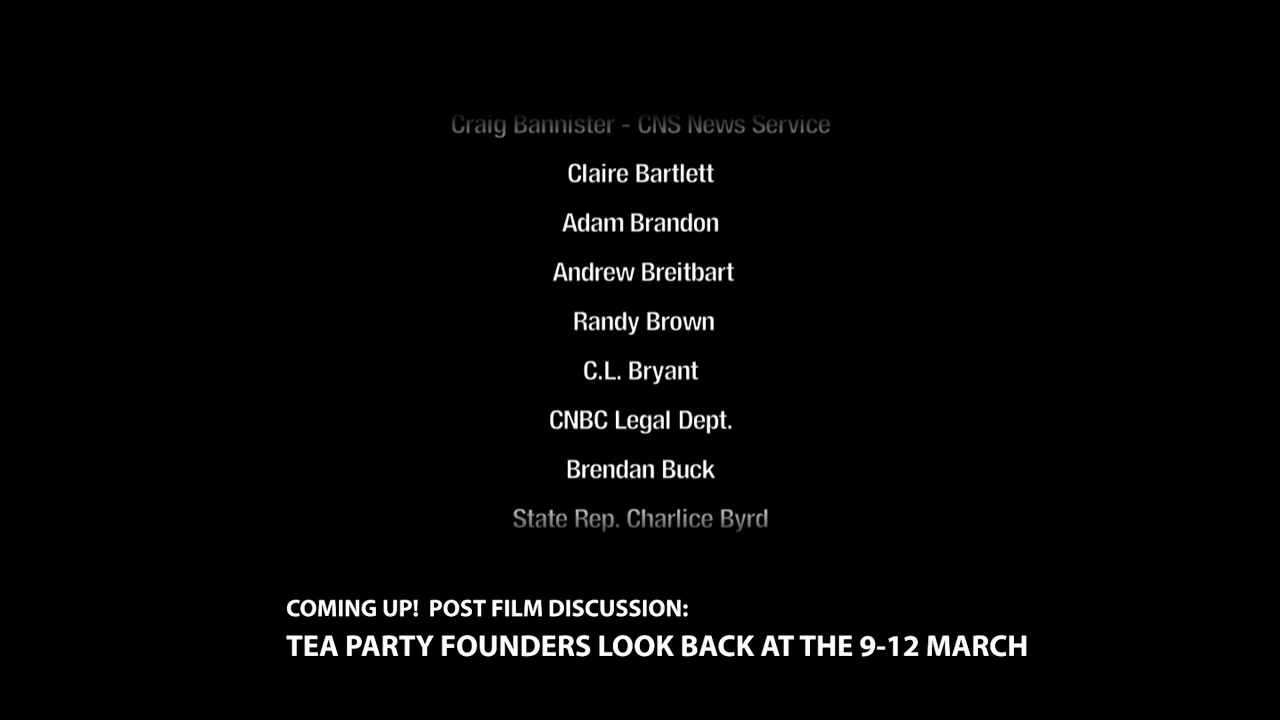 Craig Bannister - CNS News Service
Claire Bartlett
Adam Brandon
Andrew Breitbart
Randy Brown
C.L. Bryant
CNBC Legal Dept.
Brendan Buck
State Rep. Charlice Byrd
COMING UP! POST FILM DISCUSSION:
TEA PARTY FOUNDERS LOOK BACK AT THE 9-12 MARCH